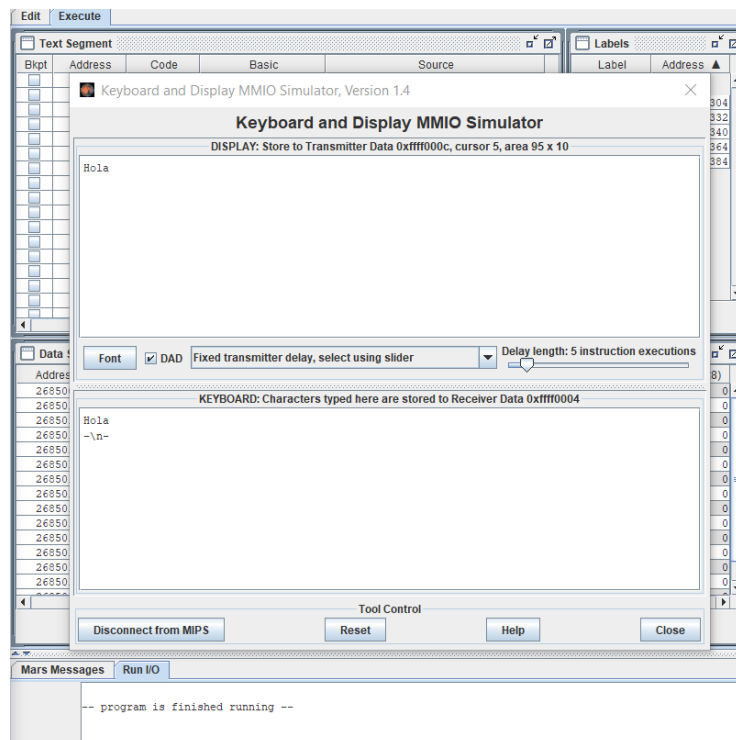 Edit Execute
Text Segment
Labels
Bkpt Address Code Basic Source
Label Address ▲
Keyboard and Display MMIO Simulator, Version 1.4
304
332
340
364
384
Keyboard and Display MMIO Simulator
DISPLAY: Store to Transmitter Data 0xffff000c, cursor 5, area 95 x 10
Hola
Font DAD Fixed transmitter delay, select using slider Delay length: 5 instruction executions
Data
Addres 8)
KEYBOARD: Characters typed here are stored to Receiver Data 0xffff0004
26850 0
26850 0
26850 0
Hola
26850 0
-\n-
26850 0
26850 0
26850 0
26850 0
26850 0
26850 0
26850 0
26850 0
26850 0
26850 0
Tool Control
Disconnect from MIPS Reset Help Close
Mars Messages Run I/O
-- program is finished running --